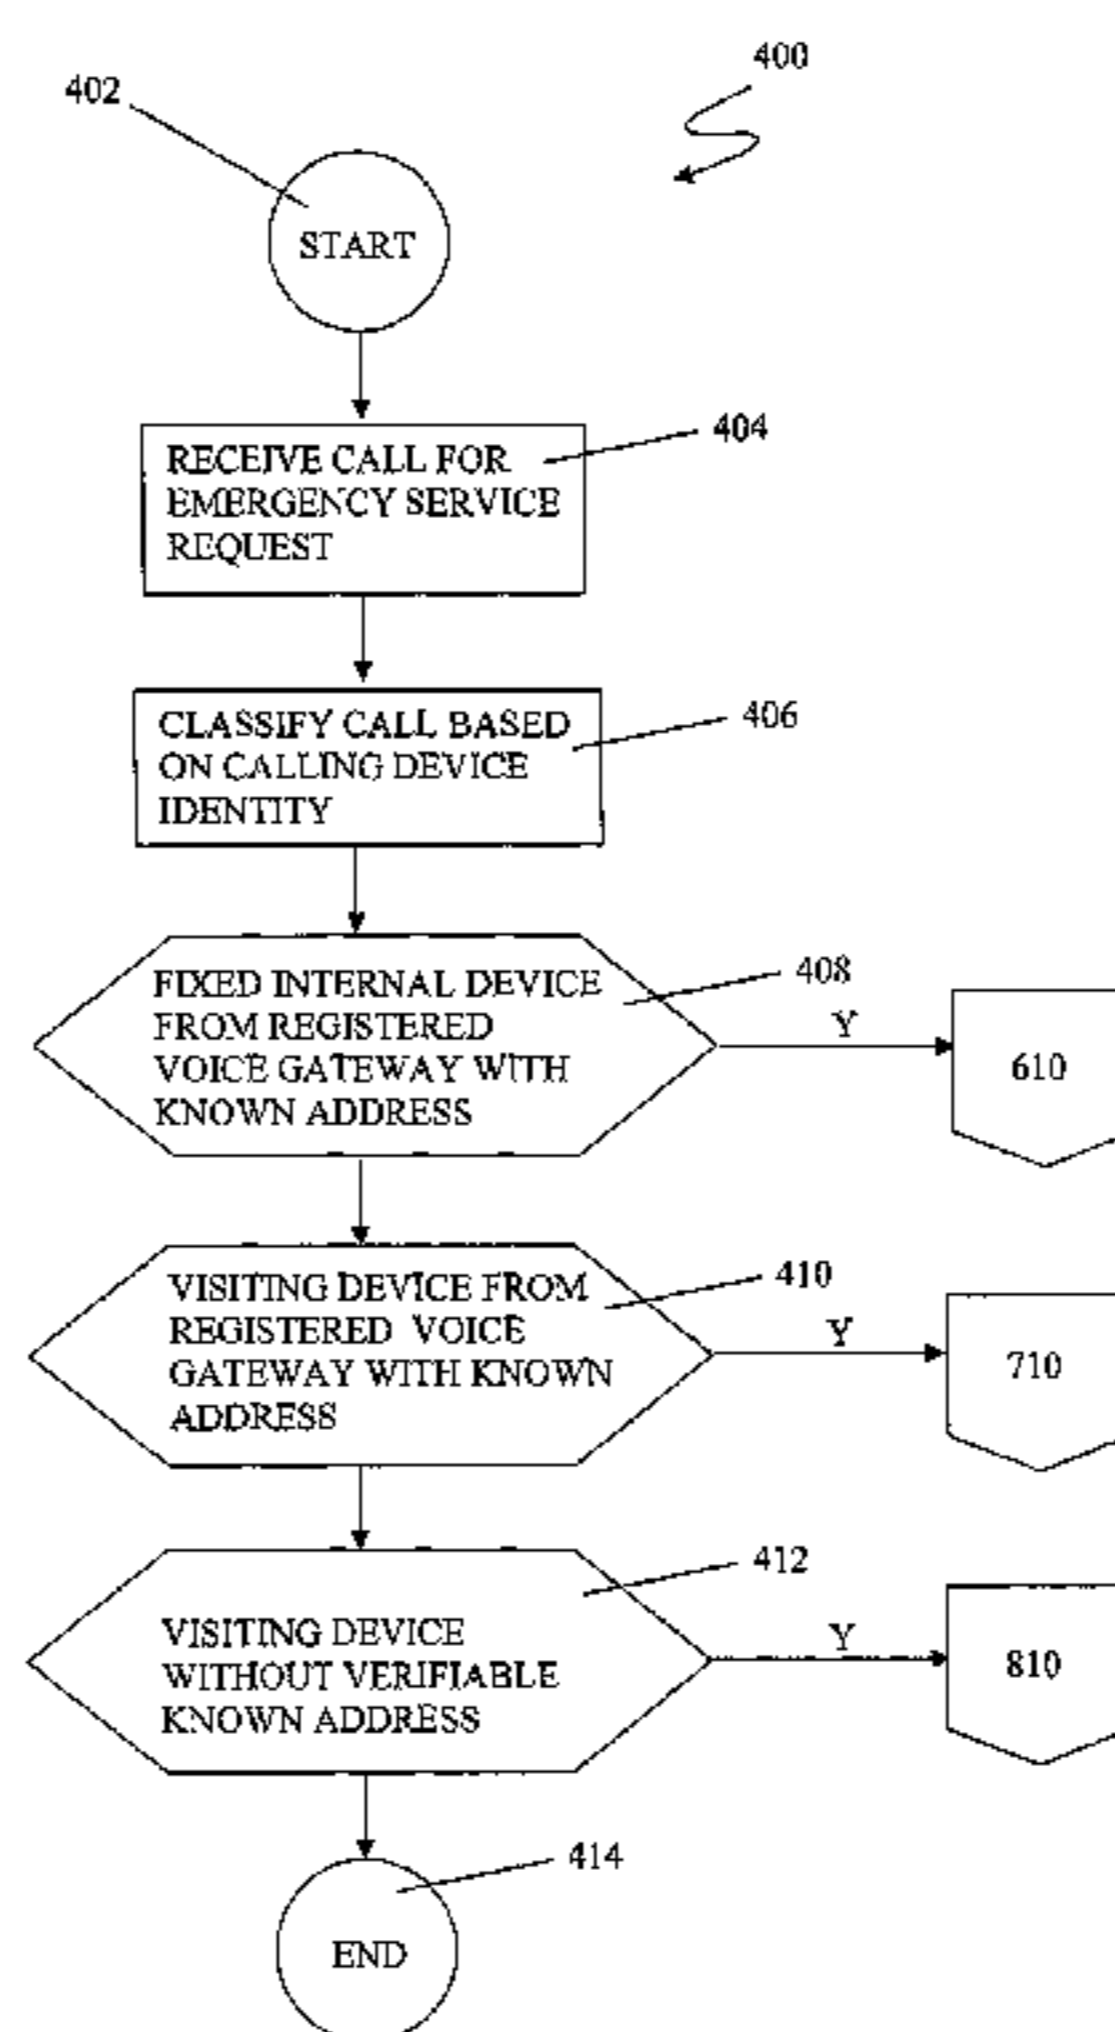 400
402
START
404
RECEIVE CALL FOR
EMERGENCY SERVICE
REQUEST
406
CLASSIFY CALL BASED
ON CALLING DEVICE
IDENTITY
408
FIXED INTERNAL DEVICE
FROM REGISTERED
VOICE GATEWAY WITH
KNOWN ADDRESS
Y
610
410
VISITING DEVICE FROM
REGISTERED VOICE
GATEWAY WITH KNOWN
ADDRESS
Y
710
412
VISITING DEVICE
WITHOUT VERIFIABLE
KNOWN ADDRESS
Y
810
414
END